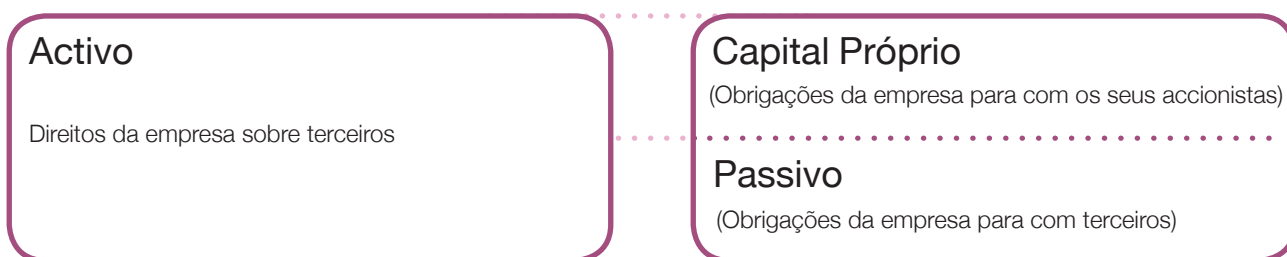 Activo
Direitos da empresa sobre terceiros
Capital Próprio
(Obrigações da empresa para com os seus accionistas)
Passivo
(Obrigações da empresa para com terceiros)